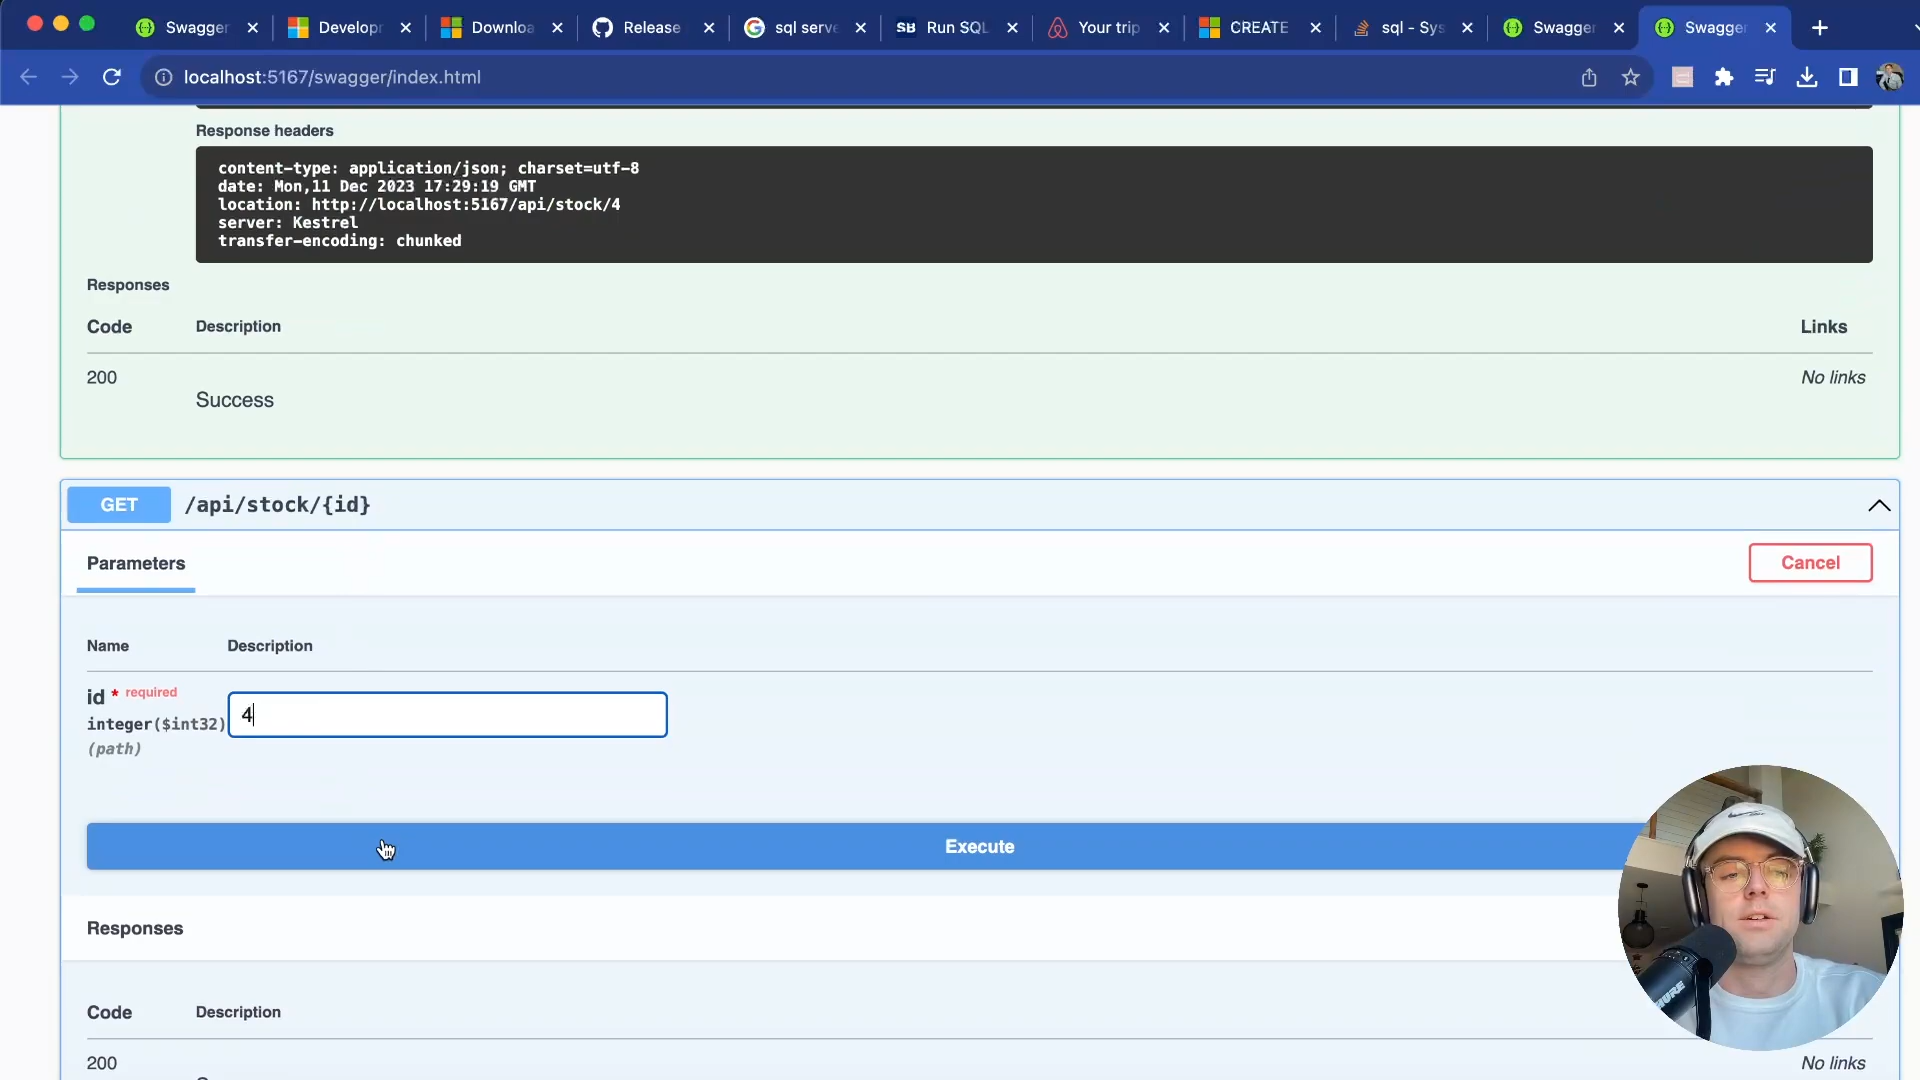 Swagger
Developr
Downloa
Release
sql serve
SB Run SQL
Your trip
CREATE
sql - Sys
Swagger
Swagger
localhost:5167/swagger/index.html
Response headers
content-type: application/json; charset=utf-8
date: Mon,11 Dec 2023 17:29:19 GMT
location: http://localhost:5167/api/stock/4
server: Kestrel
transfer-encoding: chunked
Responses
Code Description Links
200 No links
Success
GET /api/stock/{id}
Parameters
Cancel
Name Description
id * required
integer($int32)
(path)
4
Execute
Responses
Code Description
200 No links
SHURE